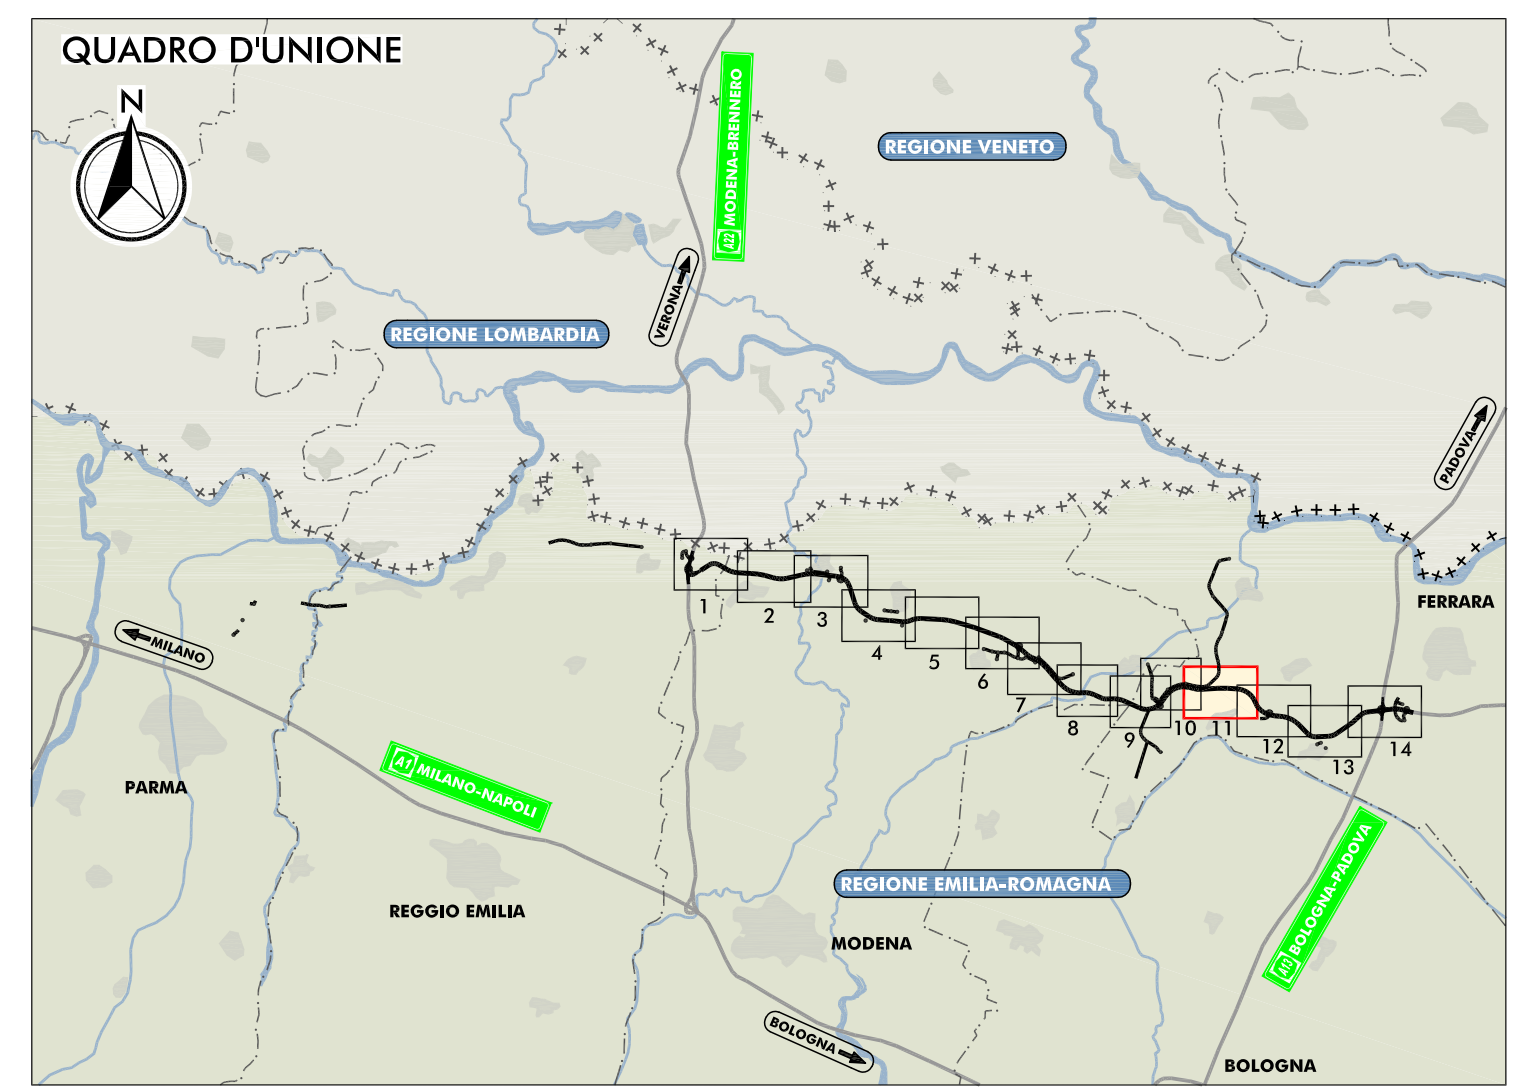 QUADRO D'UNIONE
N
A22 MODENA-BRENNERO
REGIONE VENETO
VERONA
REGIONE LOMBARDIA
PADOVA
FERRARA
MILANO
1
2
3
4
5
6
7
8
9
10
11
12
13
14
PARMA
A1 MILANO-NAPOLI
A13 BOLOGNA-PADOVA
REGIONE EMILIA-ROMAGNA
REGGIO EMILIA
MODENA
BOLOGNA
BOLOGNA